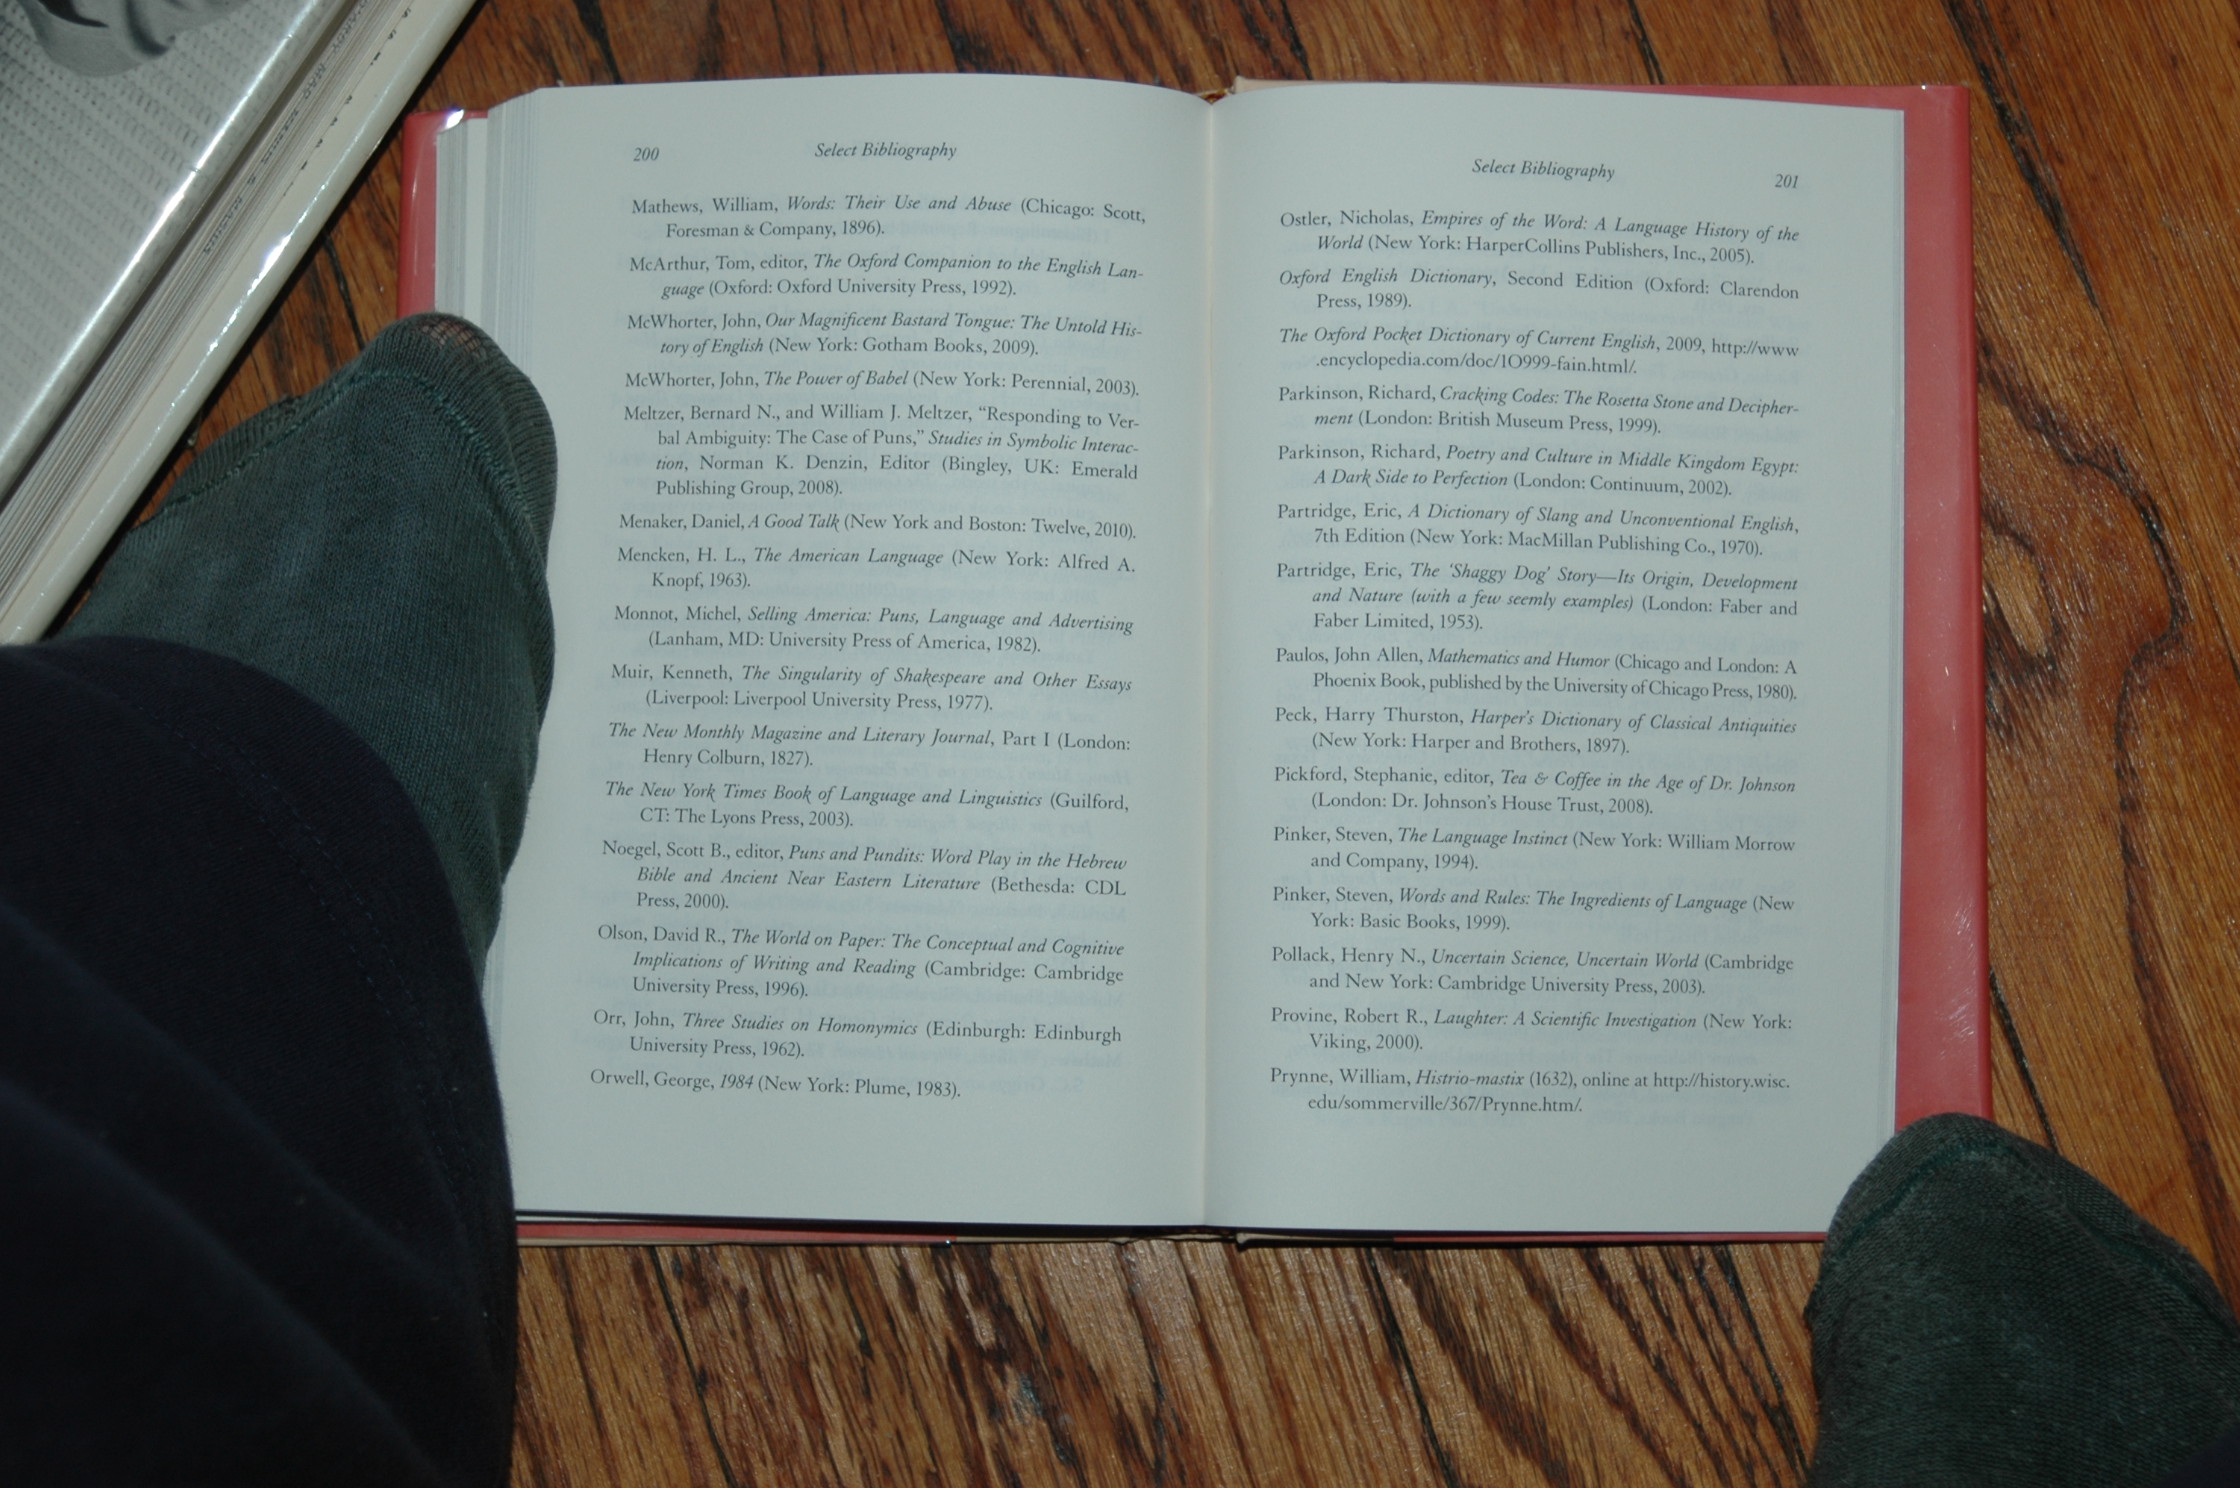 200
Select Bibliography
Mathews, William, Words: Their Use and Abuse (Chicago: Scott,
Foresman & Company, 1896).
McArthur, Tom, editor, The Oxford Companion to the English Lan-
guage (Oxford: Oxford University Press, 1992).
McWhorter, John, Our Magnificent Bastard Tongue: The Untold His-
tory of English (New York: Gotham Books, 2009).
McWhorter, John, The Power of Babel (New York: Perennial, 2003).
Meltzer, Bernard N., and William J. Meltzer, “Responding to Ver-
bal Ambiguity: The Case of Puns,” Studies in Symbolic Interac-
tion, Norman K. Denzin, Editor (Bingley, UK: Emerald
Publishing Group, 2008).
Menaker, Daniel, A Good Talk (New York and Boston: Twelve, 2010).
Mencken, H. L., The American Language (New York: Alfred A.
Knopf, 1963).
Monnot, Michel, Selling America: Puns, Language and Advertising
(Lanham, MD: University Press of America, 1982).
Muir, Kenneth, The Singularity of Shakespeare and Other Essays
(Liverpool: Liverpool University Press, 1977).
The New Monthly Magazine and Literary Journal, Part I (London:
Henry Colburn, 1827).
The New York Times Book of Language and Linguistics (Guilford,
CT: The Lyons Press, 2003).
Noegel, Scott B., editor, Puns and Pundits: Word Play in the Hebrew
Bible and Ancient Near Eastern Literature (Bethesda: CDL
Press, 2000).
Olson, David R., The World on Paper: The Conceptual and Cognitive
Implications of Writing and Reading (Cambridge: Cambridge
University Press, 1996).
Orr, John, Three Studies on Homonymics (Edinburgh: Edinburgh
University Press, 1962).
Orwell, George, 1984 (New York: Plume, 1983).
Select Bibliography
201
Ostler, Nicholas, Empires of the Word: A Language History of the
World (New York: HarperCollins Publishers, Inc., 2005).
Oxford English Dictionary, Second Edition (Oxford: Clarendon
Press, 1989).
The Oxford Pocket Dictionary of Current English, 2009, http://www
.encyclopedia.com/doc/1O999-fain.html/.
Parkinson, Richard, Cracking Codes: The Rosetta Stone and Decipher-
ment (London: British Museum Press, 1999).
Parkinson, Richard, Poetry and Culture in Middle Kingdom Egypt:
A Dark Side to Perfection (London: Continuum, 2002).
Partridge, Eric, A Dictionary of Slang and Unconventional English,
7th Edition (New York: MacMillan Publishing Co., 1970).
Partridge, Eric, The ‘Shaggy Dog’ Story—Its Origin, Development
and Nature (with a few seemly examples) (London: Faber and
Faber Limited, 1953).
Paulos, John Allen, Mathematics and Humor (Chicago and London: A
Phoenix Book, published by the University of Chicago Press, 1980).
Peck, Harry Thurston, Harper’s Dictionary of Classical Antiquities
(New York: Harper and Brothers, 1897).
Pickford, Stephanie, editor, Tea & Coffee in the Age of Dr. Johnson
(London: Dr. Johnson’s House Trust, 2008).
Pinker, Steven, The Language Instinct (New York: William Morrow
and Company, 1994).
Pinker, Steven, Words and Rules: The Ingredients of Language (New
York: Basic Books, 1999).
Pollack, Henry N., Uncertain Science, Uncertain World (Cambridge
and New York: Cambridge University Press, 2003).
Provine, Robert R., Laughter: A Scientific Investigation (New York:
Viking, 2000).
Prynne, William, Histrio-mastix (1632), online at http://history.wisc.
edu/sommerville/367/Prynne.htm/.